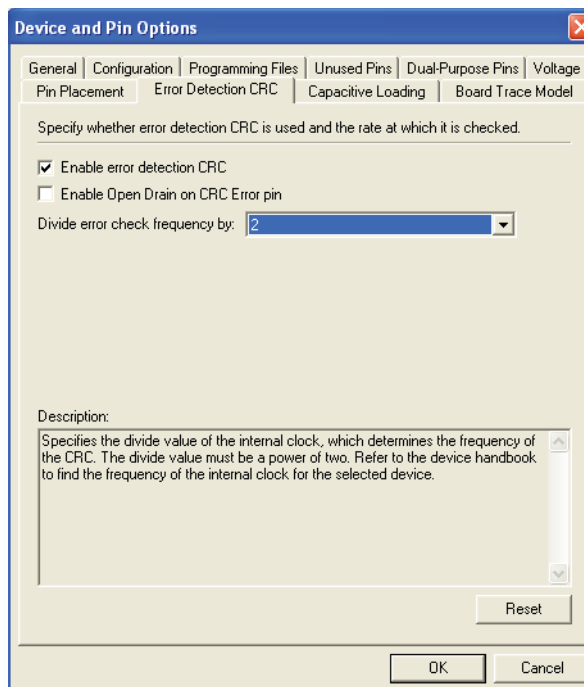 Device and Pin Options
General Configuration Programming Files Unused Pins Dual-Purpose Pins Voltage
Pin Placement Error Detection CRC Capacitive Loading Board Trace Model
Specify whether error detection CRC is used and the rate at which it is checked.
Enable error detection CRC
Enable Open Drain on CRC Error pin
Divide error check frequency by: 2
Description:
Specifies the divide value of the internal clock, which determines the frequency of
the CRC. The divide value must be a power of two. Refer to the device handbook
to find the frequency of the internal clock for the selected device.
Reset
OK Cancel